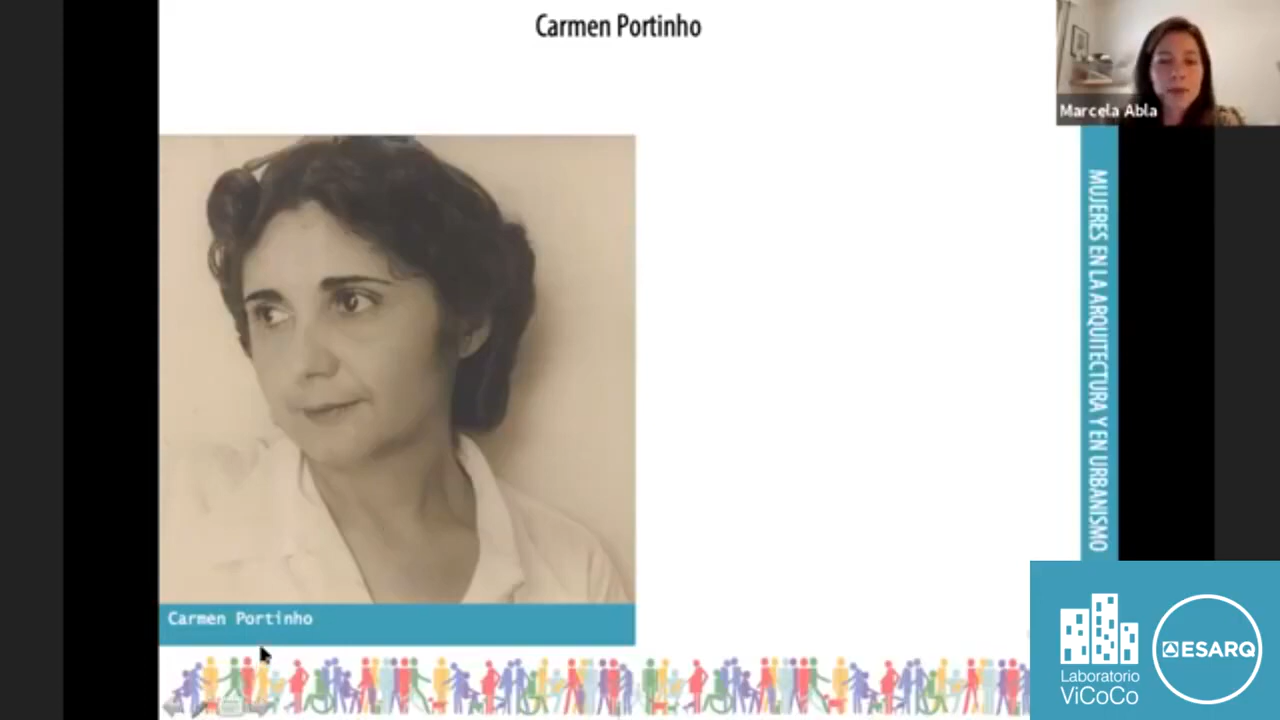 Carmen Portinho
Marcela Abla
MUJERES EN LA ARQUITECTURA Y EN URBANISMO
Carmen Portinho
Laboratorio
ViCoCo
ESARQ